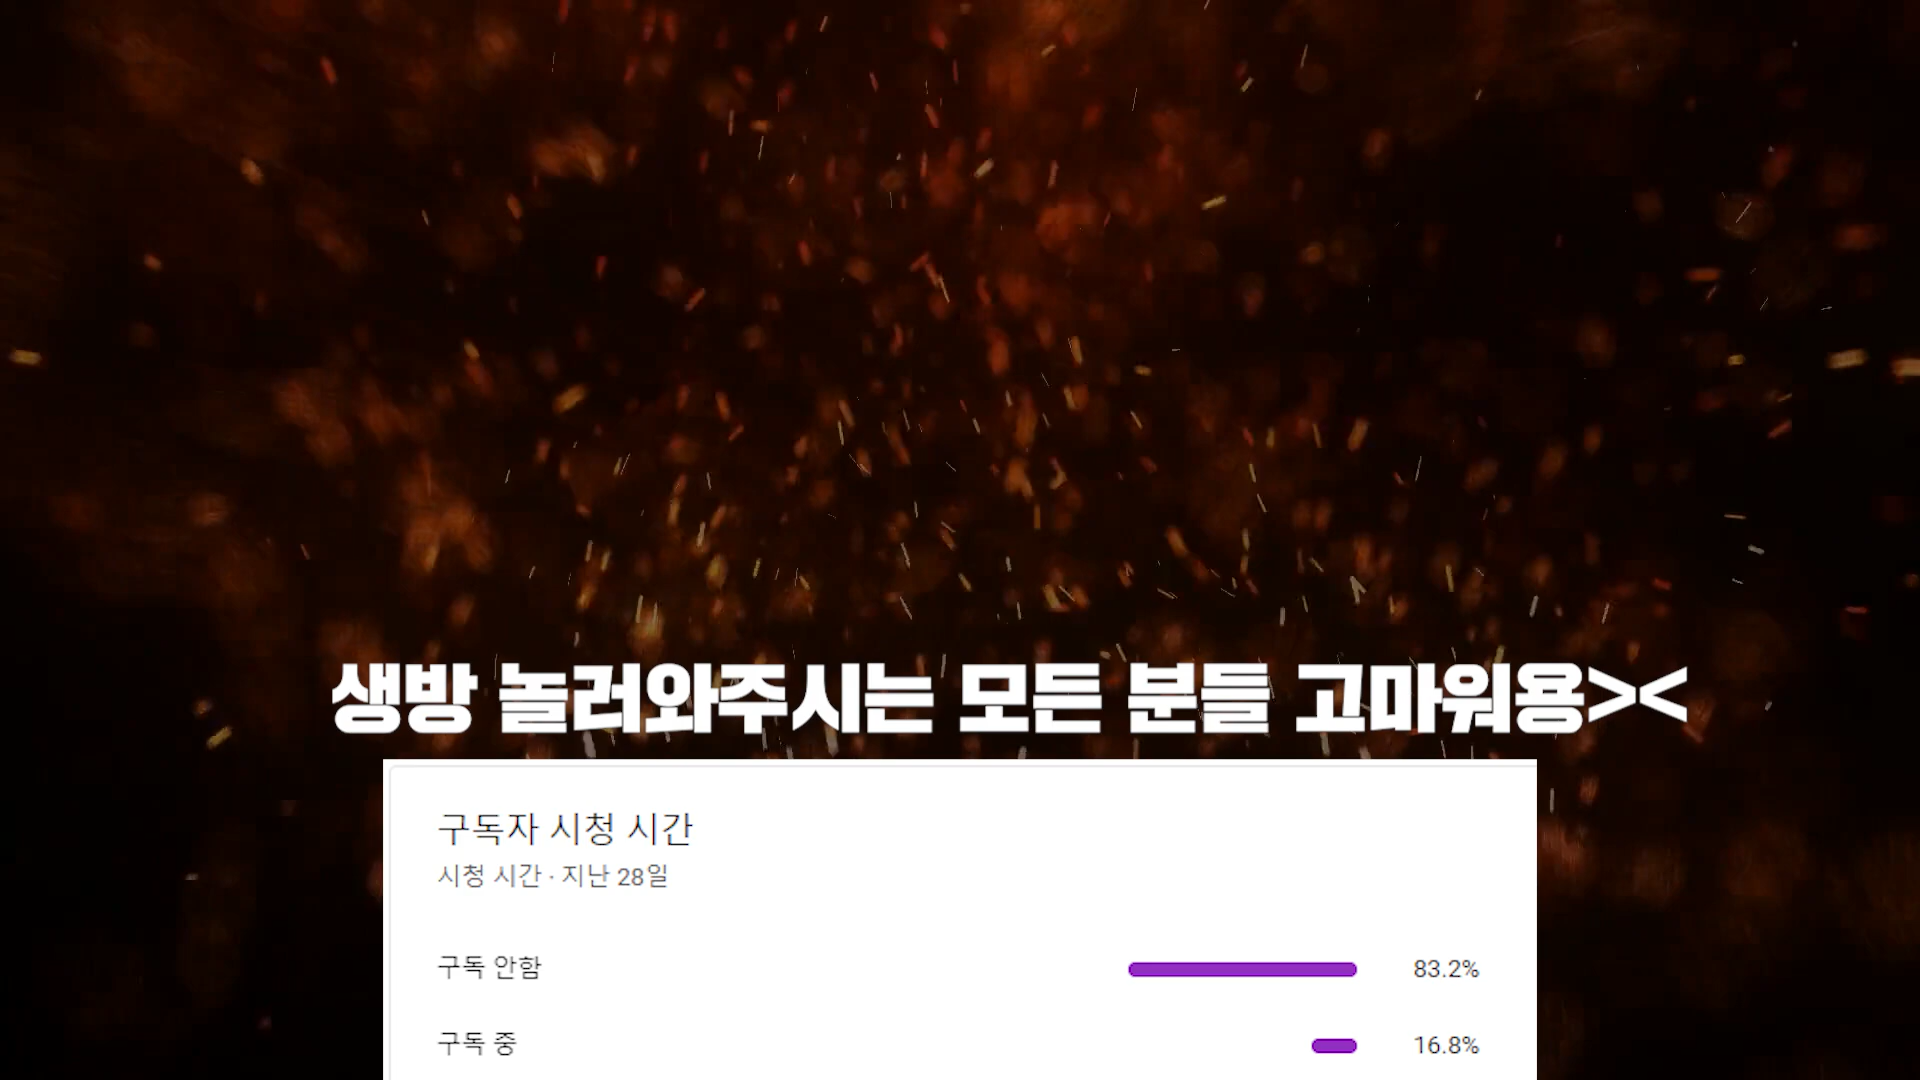 생방 놀러와주시는 모든 분들 고마워용><
구독자 시청 시간
시청 시간 · 지난 28일
구독 안함 83.2%
구독 중 16.8%